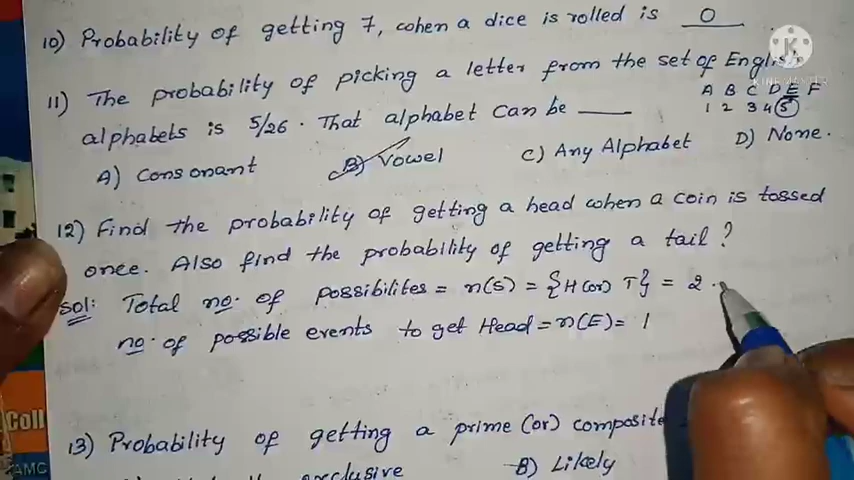 10) Probability of getting 7, when a dice is rolled is 0
11) The probability of picking a letter from the set of English
A B C D E F
1 2 3 4 5
alphabets is 5/26. That alphabet can be ____
A) Consonant B) Vowel C) Any Alphabet D) None.
12) Find the probability of getting a head when a coin is tossed
once. Also find the probability of getting a tail?
Sol: Total no. of possibilites = n(S) = {H (or) T} = 2.
no. of possible events to get Head = n(E) = 1
13) Probability of getting a prime (or) composite
exclusive B) Likely
Coll
AMC
KINEMASTER